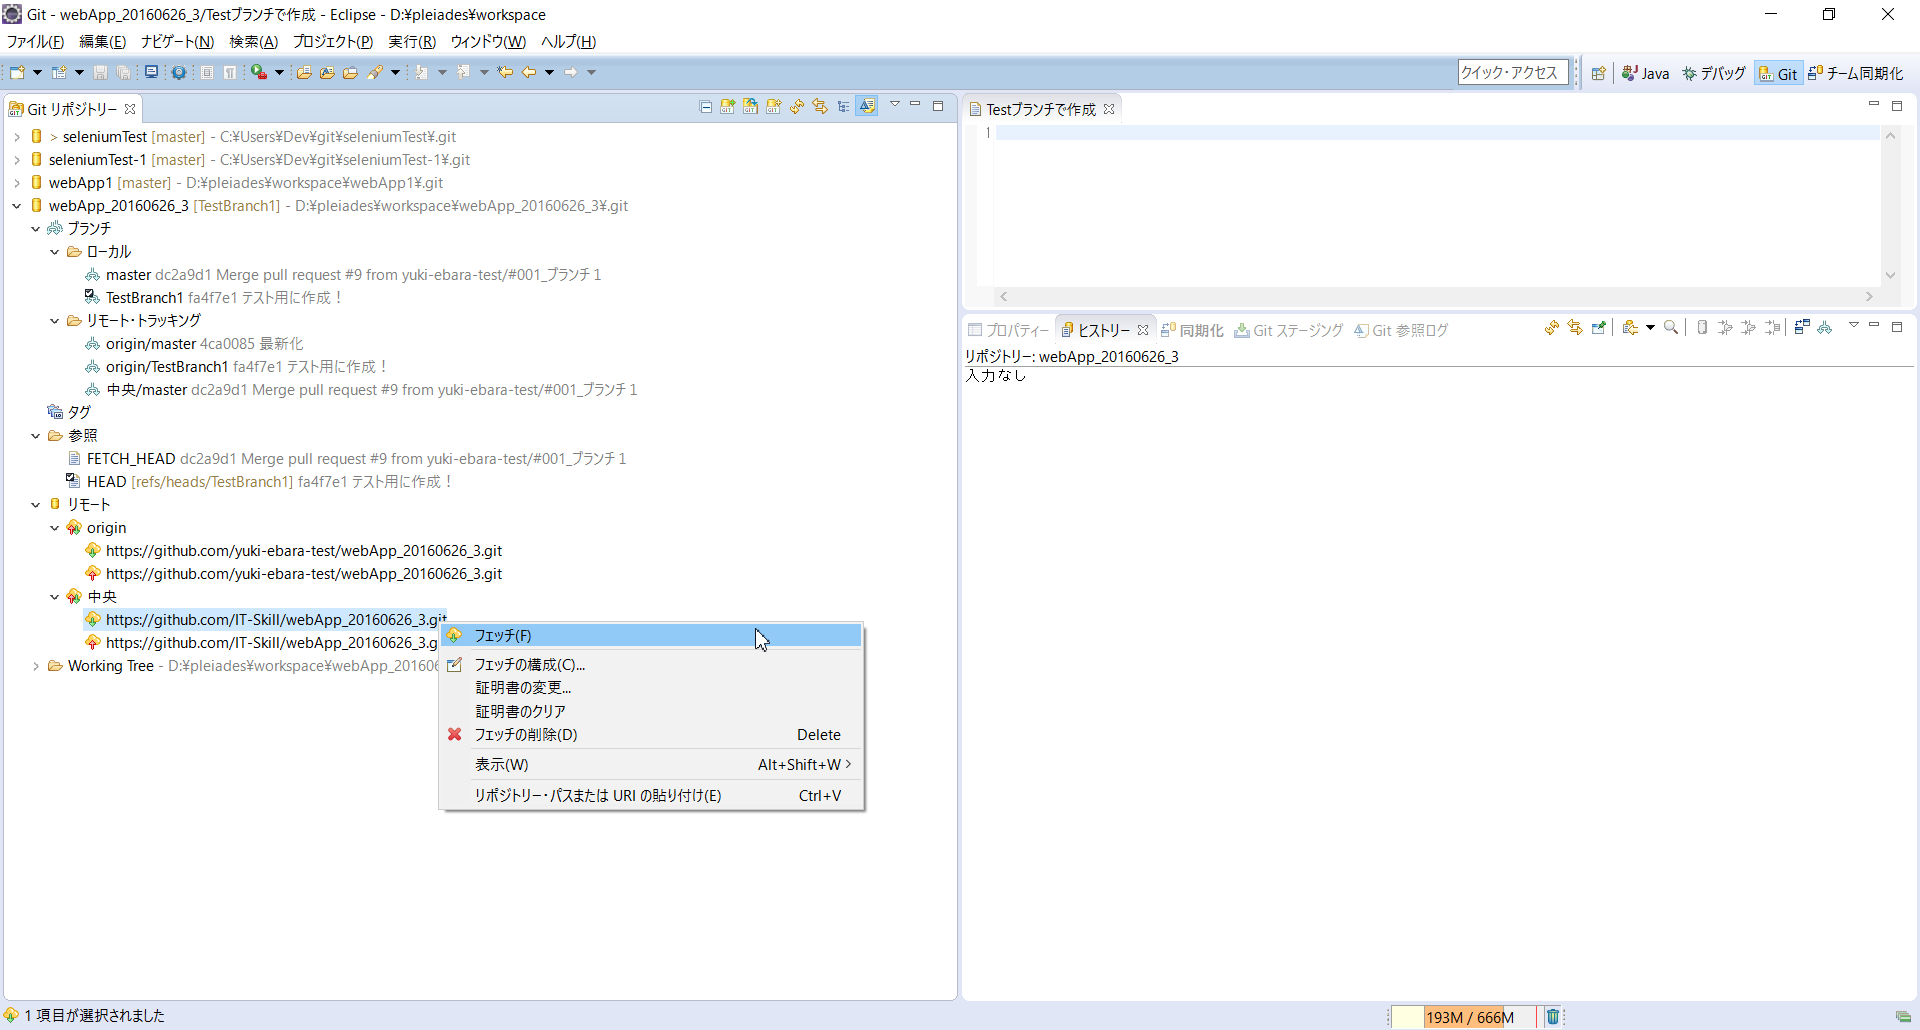 Git - webApp_20160626_3/Testブランチで作成 - Eclipse - D:¥pleiades¥workspace
ファイル(F) 編集(E) ナビゲート(N) 検索(A) プロジェクト(P) 実行(R) ウィンドウ(W) ヘルプ(H)
クイック・アクセス Java デバッグ Git チーム同期化
Git リポジトリー
> seleniumTest [master] - C:¥Users¥Dev¥git¥seleniumTest¥.git
seleniumTest-1 [master] - C:¥Users¥Dev¥git¥seleniumTest-1¥.git
webApp1 [master] - D:¥pleiades¥workspace¥webApp1¥.git
webApp_20160626_3 [TestBranch1] - D:¥pleiades¥workspace¥webApp_20160626_3¥.git
ブランチ
ローカル
master dc2a9d1 Merge pull request #9 from yuki-ebara-test/#001_ブランチ1
TestBranch1 fa4f7e1 テスト用に作成！
リモート・トラッキング
origin/master 4ca0085 最新化
origin/TestBranch1 fa4f7e1 テスト用に作成！
中央/master dc2a9d1 Merge pull request #9 from yuki-ebara-test/#001_ブランチ1
タグ
参照
FETCH_HEAD dc2a9d1 Merge pull request #9 from yuki-ebara-test/#001_ブランチ1
HEAD [refs/heads/TestBranch1] fa4f7e1 テスト用に作成！
リモート
origin
https://github.com/yuki-ebara-test/webApp_20160626_3.git
https://github.com/yuki-ebara-test/webApp_20160626_3.git
中央
https://github.com/IT-Skill/webApp_20160626_3.git
https://github.com/IT-Skill/webApp_20160626_3.g
Working Tree - D:¥pleiades¥workspace¥webApp_20160
フェッチ(F)
フェッチの構成(C)...
証明書の変更...
証明書のクリア
フェッチの削除(D) Delete
表示(W) Alt+Shift+W
リポジトリー・パスまたは URI の貼り付け(E) Ctrl+V
Testブランチで作成
1
プロパティー ヒストリー 同期化 Git ステージング Git 参照ログ
リポジトリー: webApp_20160626_3
入力なし
1 項目が選択されました
193M / 666M